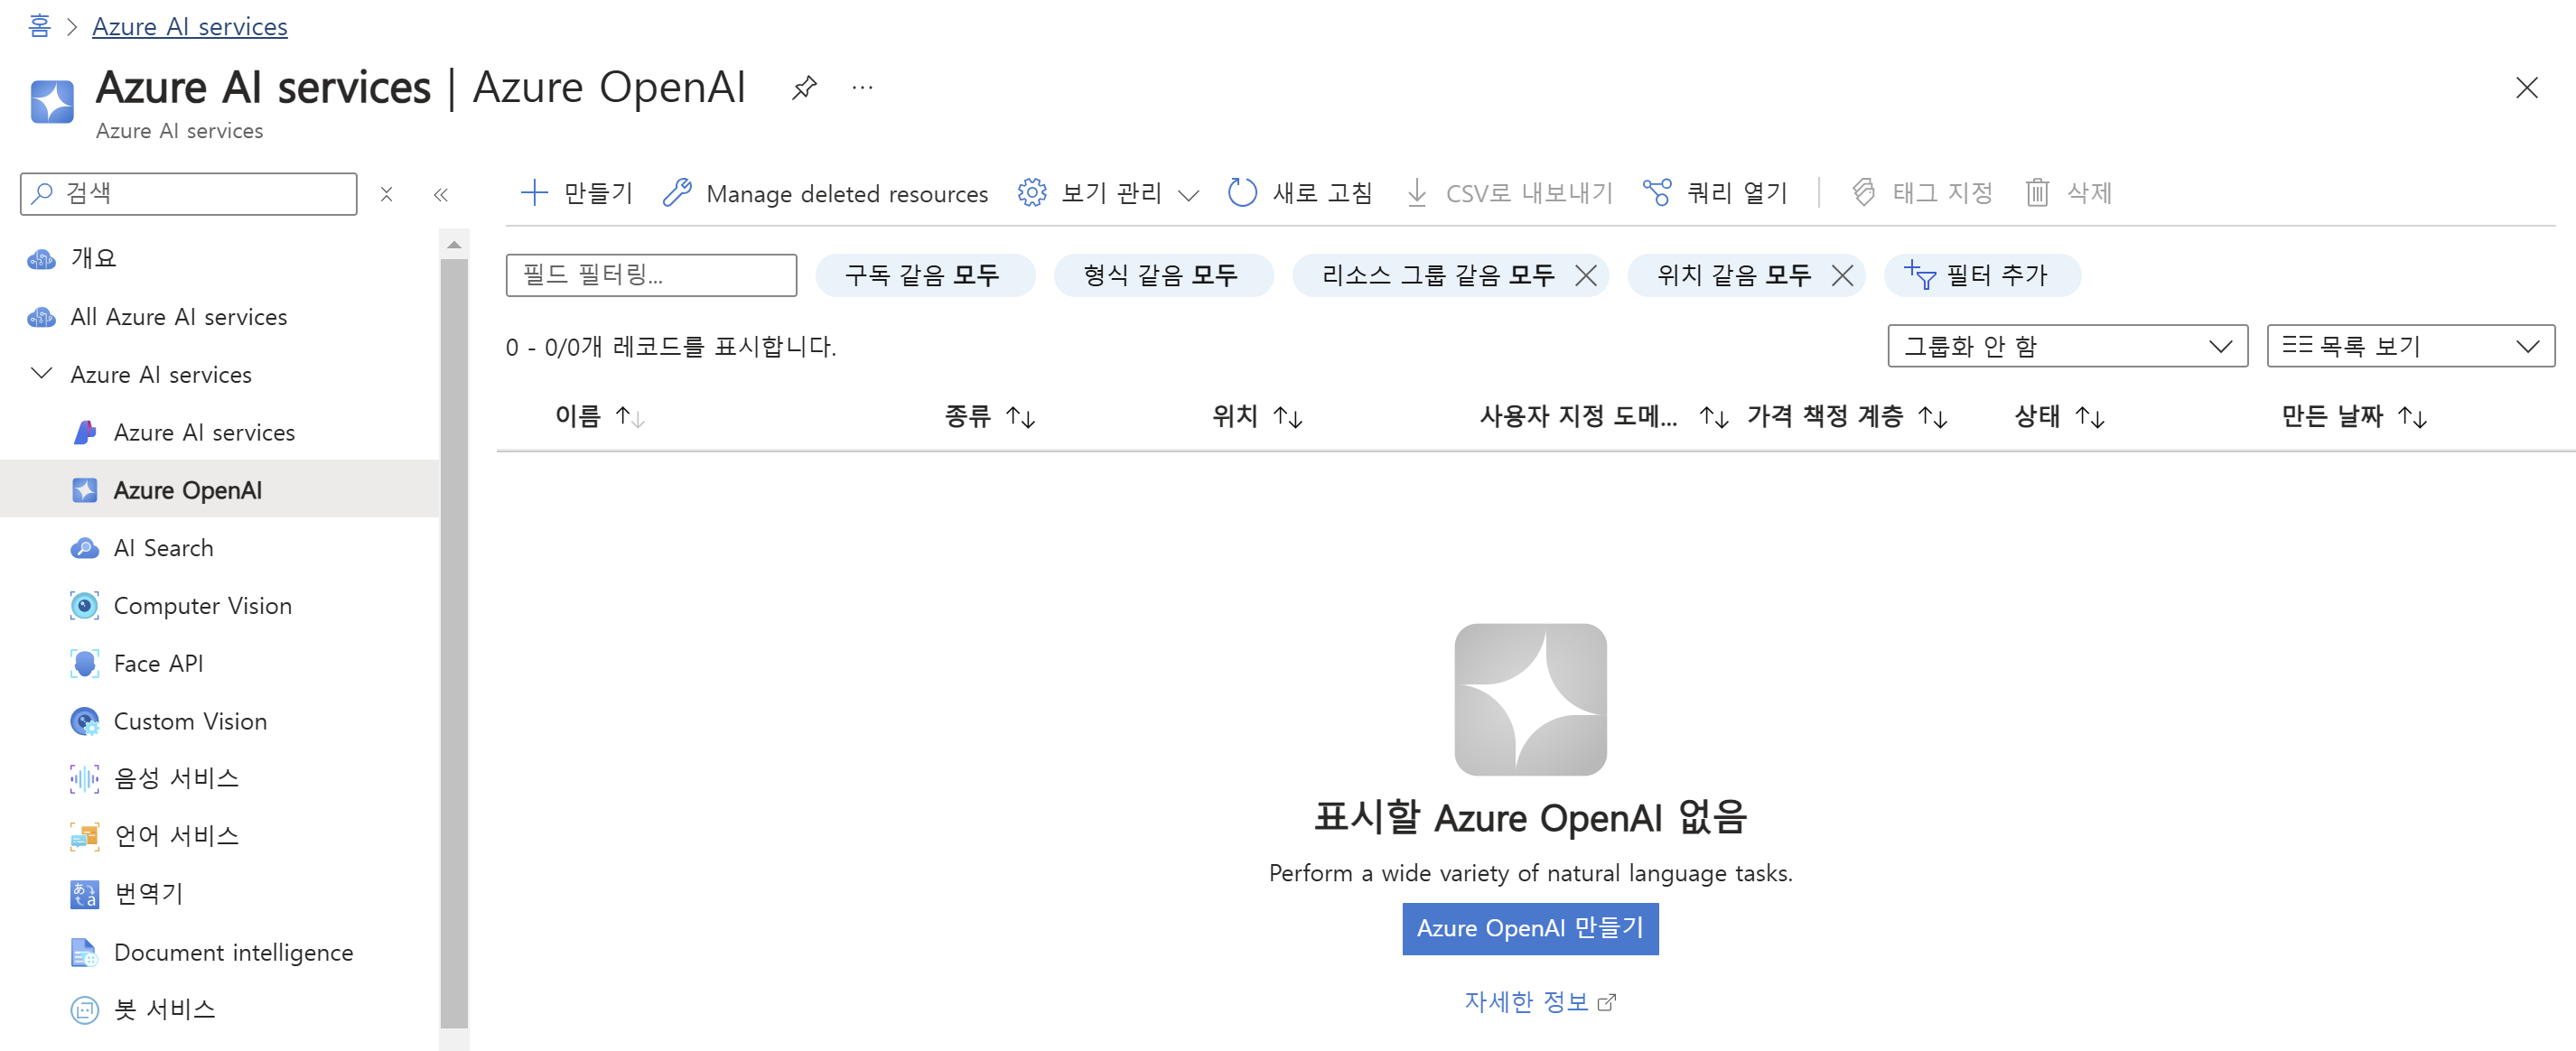 홈 > Azure AI services
Azure AI services | Azure OpenAI ...
Azure AI services
검색
개요
All Azure AI services
Azure AI services
Azure AI services
Azure OpenAI
AI Search
Computer Vision
Face API
Custom Vision
음성 서비스
언어 서비스
번역기
Document intelligence
봇 서비스
만들기 Manage deleted resources 보기 관리 새로 고침 CSV로 내보내기 쿼리 열기 태그 지정 삭제
필드 필터링... 구독 같음 모두 형식 같음 모두 리소스 그룹 같음 모두 위치 같음 모두 필터 추가
0 - 0/0개 레코드를 표시합니다. 그룹화 안 함 목록 보기
이름 종류 위치 사용자 지정 도메... 가격 책정 계층 상태 만든 날짜
표시할 Azure OpenAI 없음
Perform a wide variety of natural language tasks.
Azure OpenAI 만들기
자세한 정보